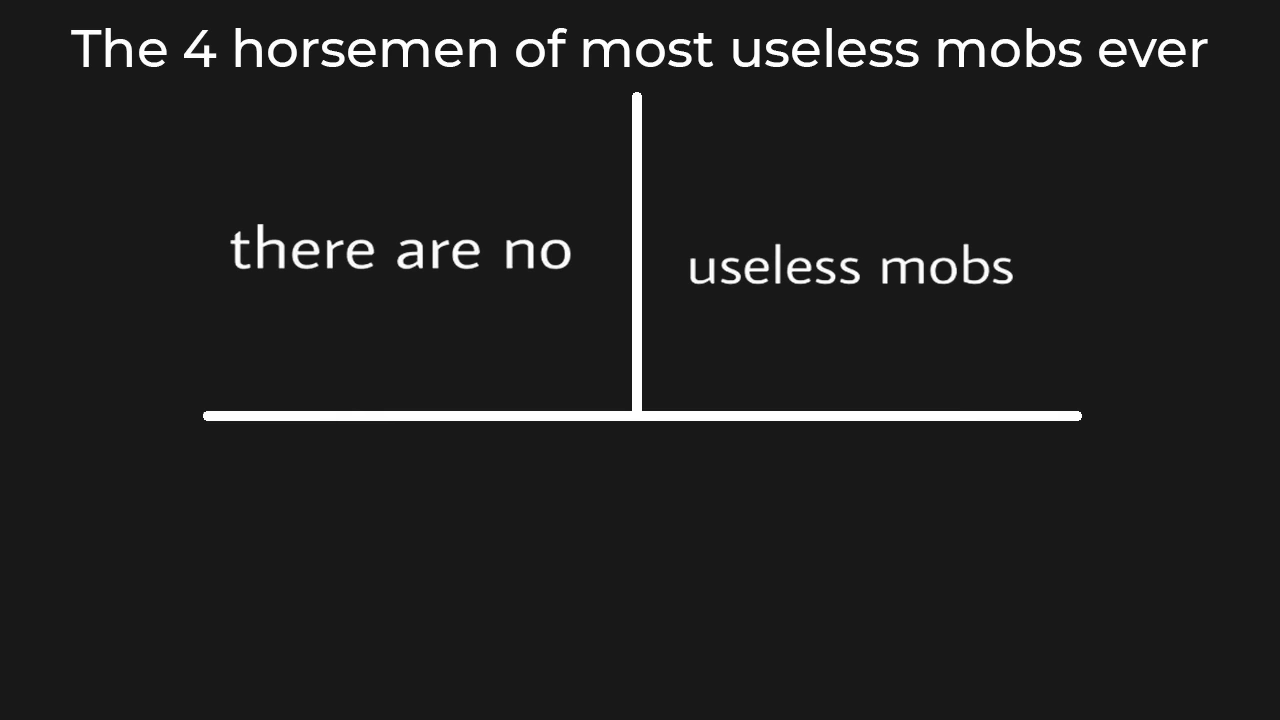 The 4 horsemen of most useless mobs ever
there are no
useless mobs